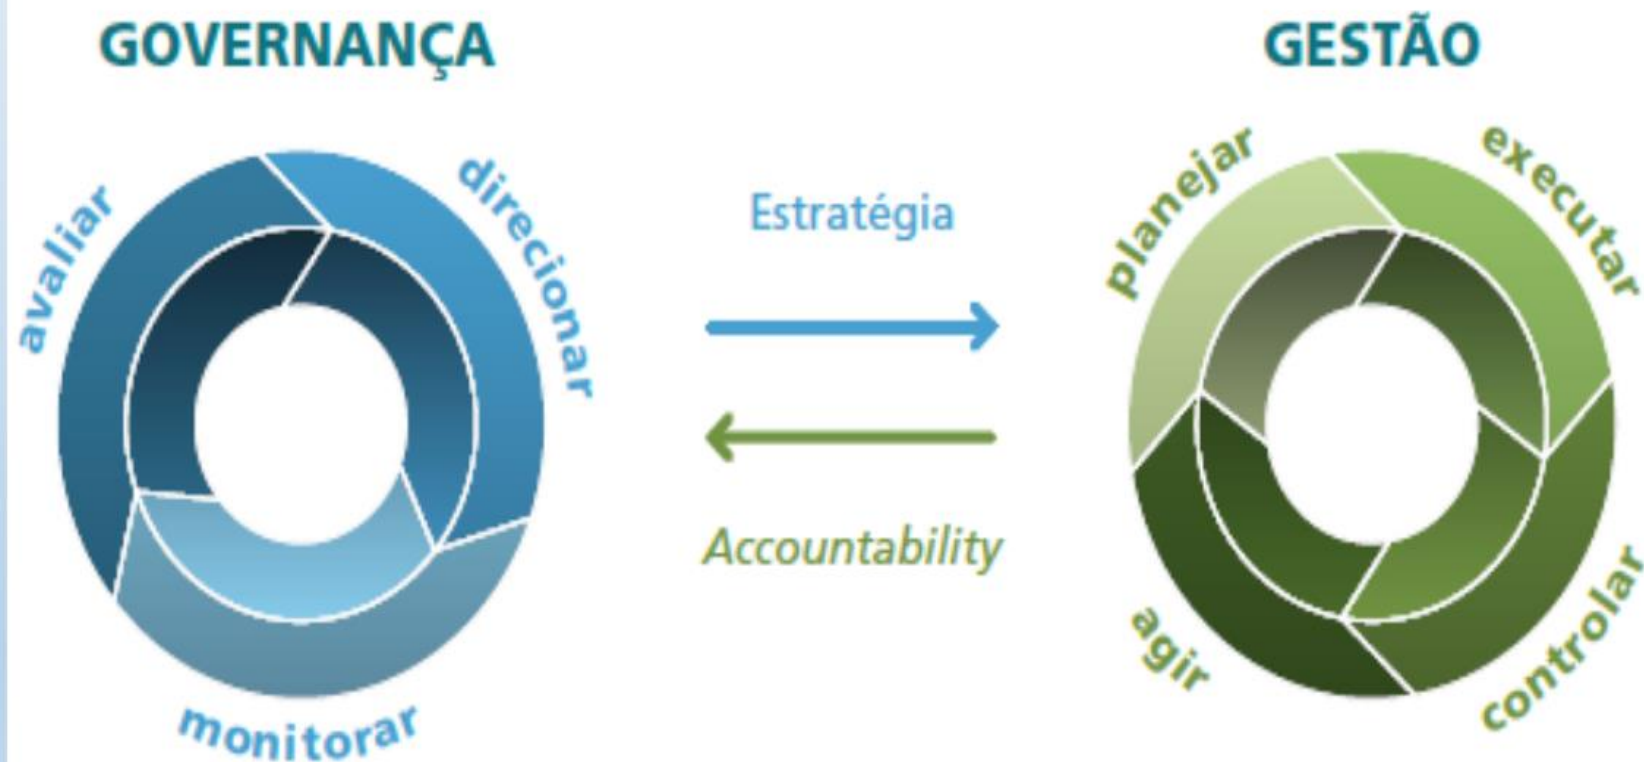 GOVERNANÇA
GESTÃO
avaliar
direcionar
monitorar
Estratégia
Accountability
planejar
executar
controlar
agir